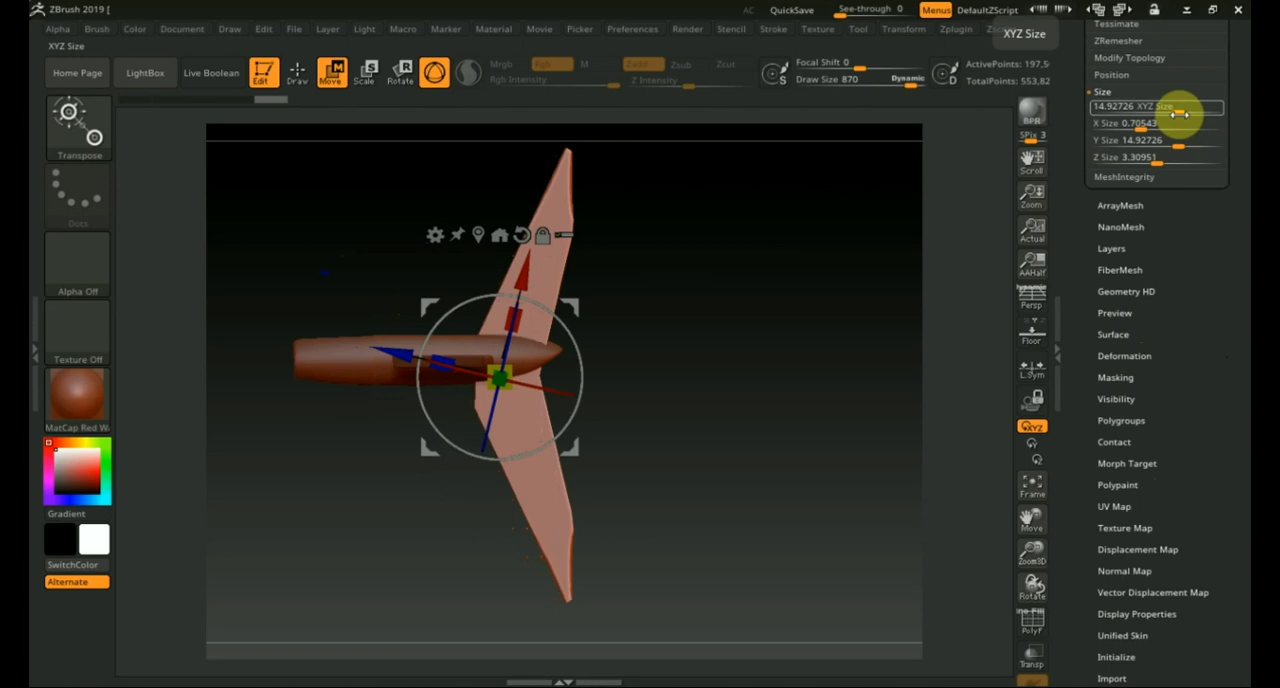 ZBrush 2019 [
AC QuickSave See-through 0 Menus DefaultZScript
Alpha Brush Color Document Draw Edit File Layer Light Macro Marker Material Movie Picker Preferences Render Stencil Stroke Texture Tool Transform Zplugin
XYZ Size
XYZ Size
Home Page LightBox Live Boolean Edit Draw Move Scale Rotate
Mrgb Rgb M Zadd Zsub Zcut
Rgb Intensity Z Intensity
Focal Shift 0
Draw Size 870 Dynamic
S
D
ActivePoints: 197,5
TotalPoints: 553,82
Transpose
Dots
Alpha Off
Texture Off
MatCap Red Wa
Gradient
SwitchColor
Alternate
BPR
SPix 3
Scroll
Zoom
Actual
AAHalf
Dynamic
Persp
Floor
L.Sym
XYZ
Frame
Move
Zoom3D
Rotate
Line Fill
PolyF
Transp
Tessimate
ZRemesher
Modify Topology
Position
Size
14.92726 XYZ Size
X Size 0.70543
Y Size 14.92726
Z Size 3.30951
MeshIntegrity
ArrayMesh
NanoMesh
Layers
FiberMesh
Geometry HD
Preview
Surface
Deformation
Masking
Visibility
Polygroups
Contact
Morph Target
Polypaint
UV Map
Texture Map
Displacement Map
Normal Map
Vector Displacement Map
Display Properties
Unified Skin
Initialize
Import